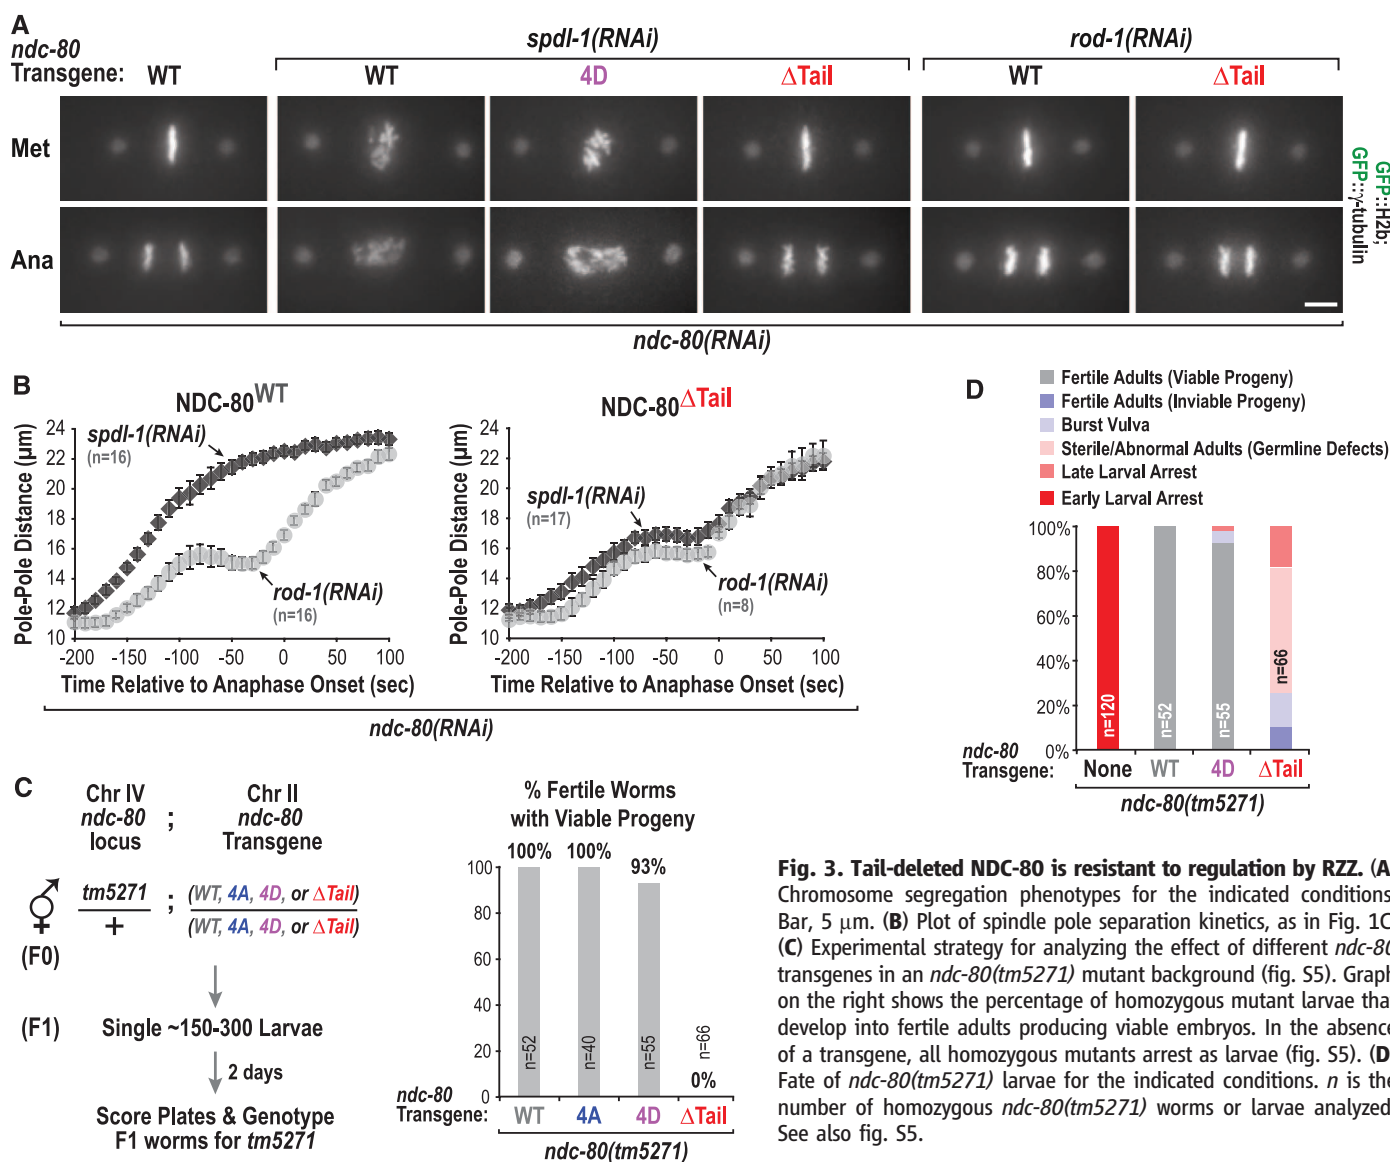 A
ndc-80
Transgene:
spdl-1(RNAi)
rod-1(RNAi)
WT
WT
4D
ΔTail
WT
ΔTail
Met
Ana
GFP::H2b;
GFP::γ-tubulin
ndc-80(RNAi)
B
NDC-80WT
Pole-Pole Distance (μm)
24
22
20
18
16
14
12
10
spdl-1(RNAi)
(n=16)
rod-1(RNAi)
(n=16)
-200 -150 -100 -50 0 50 100
Time Relative to Anaphase Onset (sec)
NDC-80ΔTail
Pole-Pole Distance (μm)
24
22
20
18
16
14
12
10
spdl-1(RNAi)
(n=17)
rod-1(RNAi)
(n=8)
-200 -150 -100 -50 0 50 100
Time Relative to Anaphase Onset (sec)
ndc-80(RNAi)
D
Fertile Adults (Viable Progeny)
Fertile Adults (Inviable Progeny)
Burst Vulva
Sterile/Abnormal Adults (Germline Defects)
Late Larval Arrest
Early Larval Arrest
100%
80%
60%
40%
20%
0%
n=120
n=52
n=55
n=66
ndc-80
Transgene:
None WT 4D ΔTail
ndc-80(tm5271)
C
Chr IV
ndc-80
locus
;
Chr II
ndc-80
Transgene
tm5271
+
;
(WT, 4A, 4D, or ΔTail)
(WT, 4A, 4D, or ΔTail)
(F0)
(F1)
Single ~150-300 Larvae
2 days
Score Plates & Genotype
F1 worms for tm5271
% Fertile Worms
with Viable Progeny
100
80
60
40
20
0
100%
100%
93%
0%
n=52
n=40
n=55
n=66
ndc-80
Transgene:
WT 4A 4D ΔTail
ndc-80(tm5271)
Fig. 3. Tail-deleted NDC-80 is resistant to regulation by RZZ. (A
Chromosome segregation phenotypes for the indicated conditions
Bar, 5 μm. (B) Plot of spindle pole separation kinetics, as in Fig. 1C
(C) Experimental strategy for analyzing the effect of different ndc-80
transgenes in an ndc-80(tm5271) mutant background (fig. S5). Graph
on the right shows the percentage of homozygous mutant larvae tha
develop into fertile adults producing viable embryos. In the absence
of a transgene, all homozygous mutants arrest as larvae (fig. S5). (D
Fate of ndc-80(tm5271) larvae for the indicated conditions. n is the
number of homozygous ndc-80(tm5271) worms or larvae analyzed
See also fig. S5.